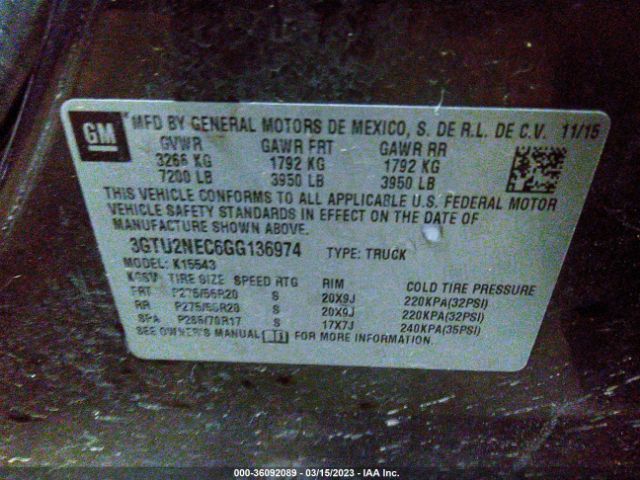 GM
MFD BY GENERAL MOTORS DE MEXICO, S. DE R.L. DE C.V. 11/15
GVWR GAWR FRT GAWR RR
3266 KG 1792 KG 1792 KG
7200 LB 3950 LB 3950 LB
THIS VEHICLE CONFORMS TO ALL APPLICABLE U.S. FEDERAL MOTOR
VEHICLE SAFETY STANDARDS IN EFFECT ON THE DATE OF
MANUFACTURE SHOWN ABOVE.
3GTU2NEC6GG136974 TYPE: TRUCK
MODEL: K15543
TIRE SIZE SPEED RTG RIM COLD TIRE PRESSURE
FRT P275/55R20 S 20X9J 220KPA(32PSI)
RR P275/55R20 S 20X9J 220KPA(32PSI)
SPA P265/70R17 S 17X7J 240KPA(35PSI)
SEE OWNER'S MANUAL FOR MORE INFORMATION.
000-36092089 - 03/15/2023 - IAA Inc.